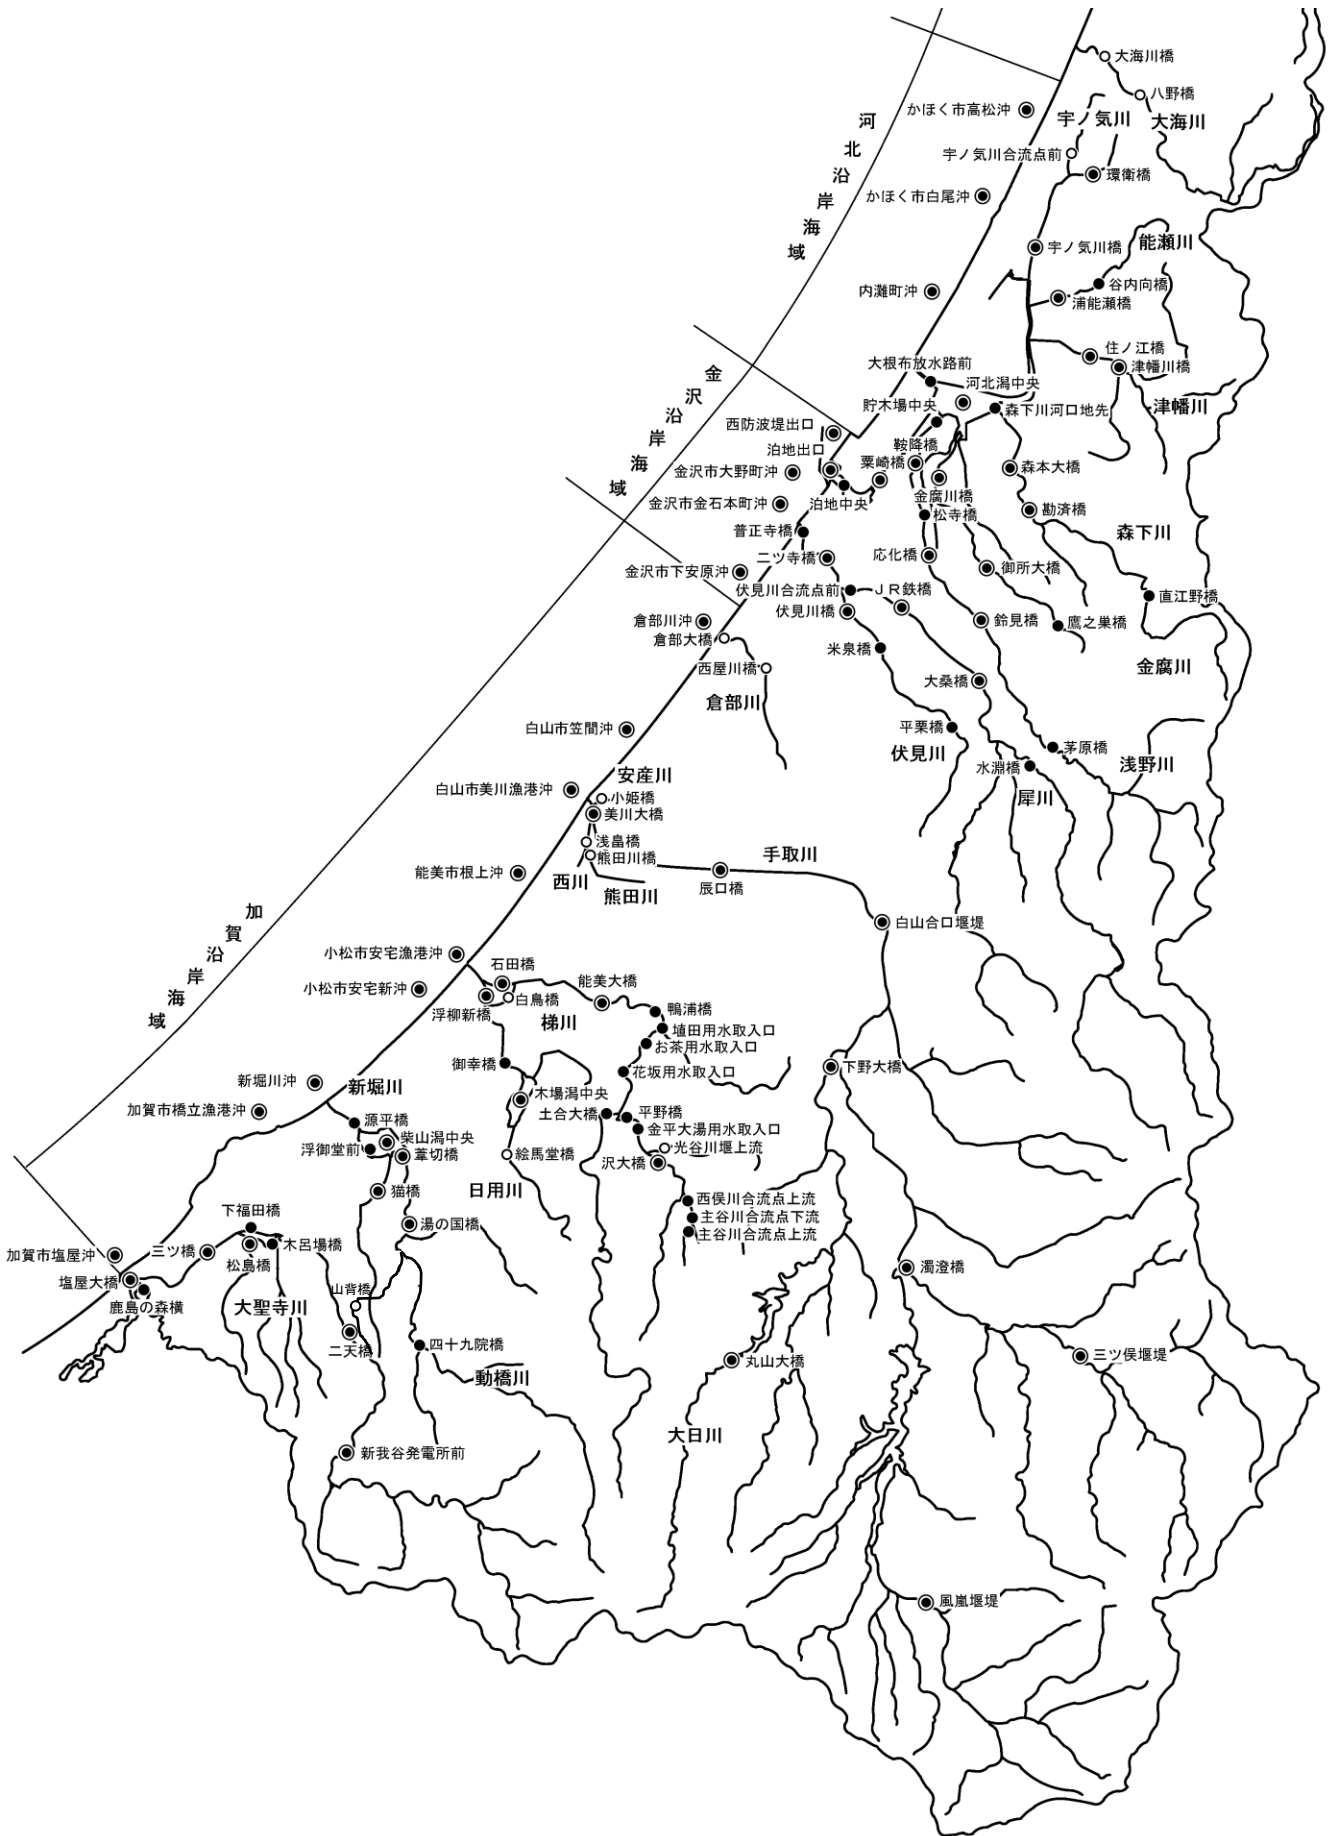 大海川橋
八野橋
かほく市高松沖
宇ノ気川
大海川
宇ノ気川合流点前
環衛橋
河北沿岸海域
かほく市白尾沖
宇ノ気川橋
能瀬川
谷内向橋
内灘町沖
浦能瀬橋
住ノ江橋
大根布放水路前
津幡川橋
河北潟中央
金沢沿岸海域
貯木場中央
森下川河口地先
津幡川
西防波堤出口
鞍降橋
泊地出口
粟崎橋
森本大橋
金沢市大野町沖
金腐川橋
金沢市金石本町沖
泊地中央
松寺橋
勘済橋
普正寺橋
森下川
二ツ寺橋
応化橋
御所大橋
金沢市下安原沖
伏見川合流点前
JR鉄橋
直江野橋
伏見川橋
倉部川沖
鈴見橋
鷹之巣橋
倉部大橋
米泉橋
西屋川橋
金腐川
大桑橋
倉部川
白山市笠間沖
平栗橋
伏見川
茅原橋
浅野川
水淵橋
安産川
白山市美川漁港沖
小姫橋
犀川
美川大橋
浅畠橋
熊田川橋
手取川
能美市根上沖
西川
熊田川
辰口橋
加賀沿岸海域
白山合口堰堤
小松市安宅漁港沖
石田橋
能美大橋
小松市安宅新沖
白鳥橋
浮柳新橋
梯川
鴨浦橋
埴田用水取入口
お茶用水取入口
御幸橋
花坂用水取入口
下野大橋
新堀川沖
新堀川
木場潟中央
加賀市橋立漁港沖
源平橋
土合大橋
平野橋
金平大湯用水取入口
柴山潟中央
浮御堂前
葦切橋
光谷川堰上流
絵馬堂橋
沢大橋
猫橋
日用川
西俣川合流点上流
下福田橋
主谷川合流点下流
湯の国橋
主谷川合流点上流
加賀市塩屋沖
三ツ橋
木呂場橋
松島橋
塩屋大橋
濁澄橋
山背橋
鹿島の森横
大聖寺川
二天橋
四十九院橋
三ツ俣堰堤
丸山大橋
動橋川
大日川
新我谷発電所前
風嵐堰堤